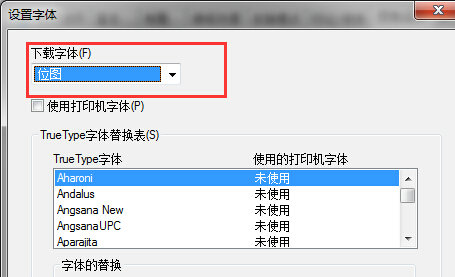 设置字体
下载字体(F)
位图
使用打印机字体(P)
TrueType字体替换表(S)
TrueType字体 使用的打印机字体
Aharoni 未使用
Andalus 未使用
Angsana New 未使用
AngsanaUPC 未使用
Aparajita 未使用
字体的替换